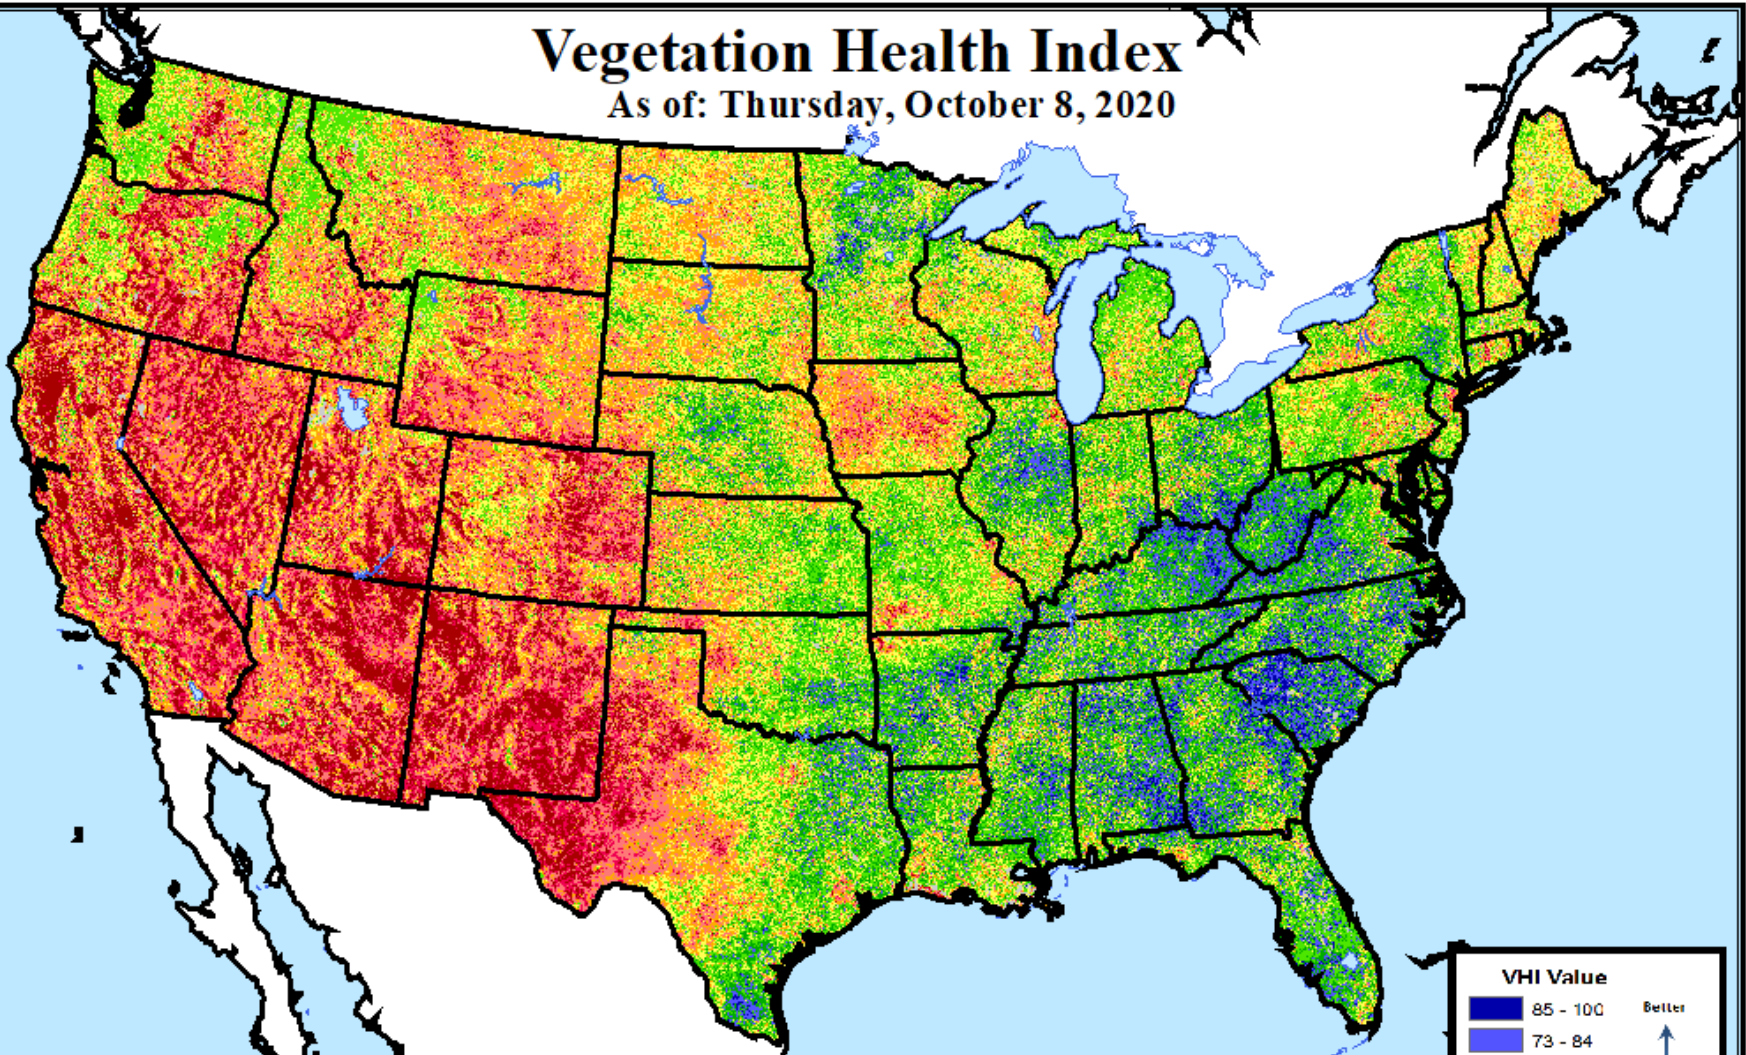 Vegetation Health Index
As of: Thursday, October 8, 2020
VHI Value
85 - 100
Better
73 - 84